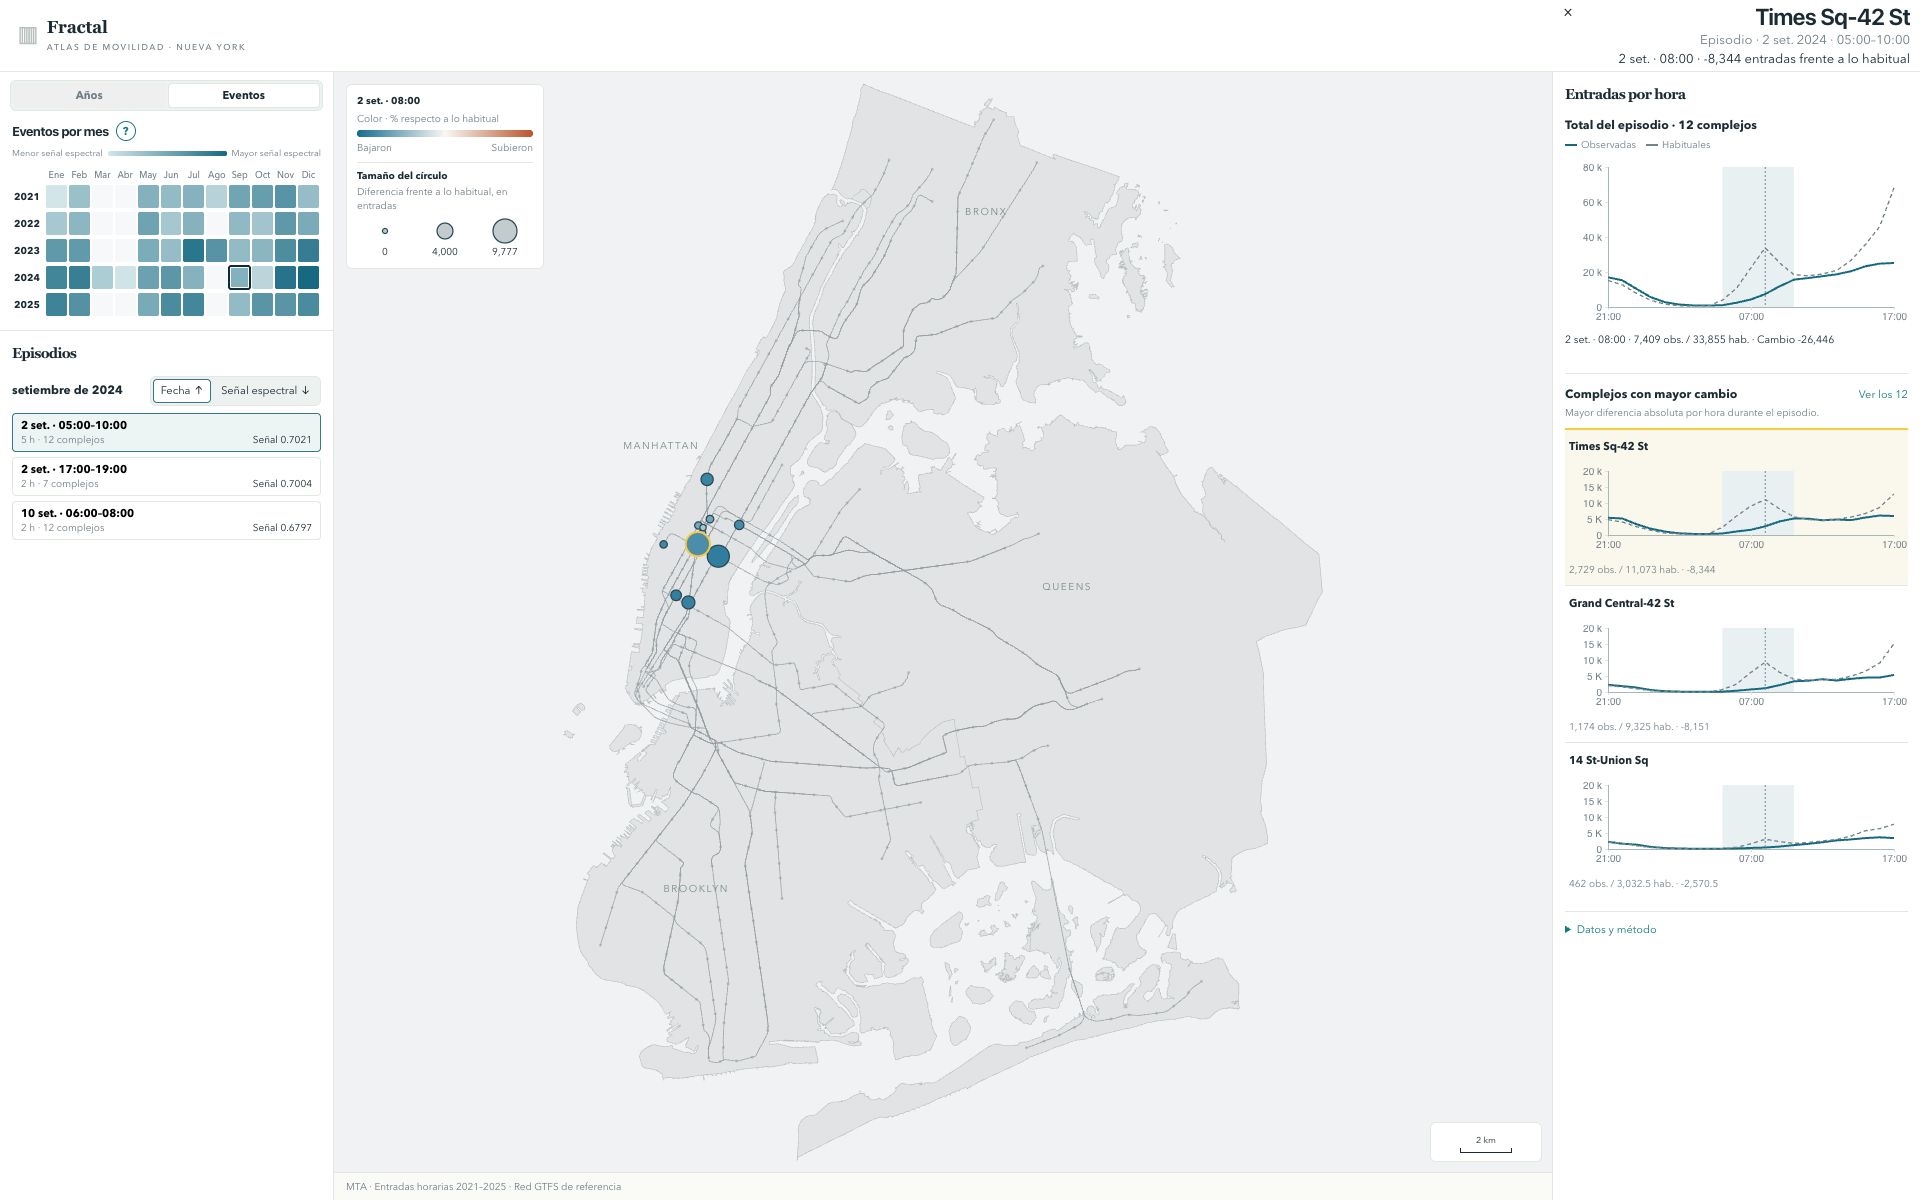 Fractal
ATLAS DE MOVILIDAD · NUEVA YORK
×
Times Sq-42 St
Episodio · 2 set. 2024 · 05:00–10:00
2 set. · 08:00 · -8,344 entradas frente a lo habitual
Años
Eventos
Eventos por mes ?
Menor señal espectral
Mayor señal espectral
Ene Feb Mar Abr May Jun Jul Ago Sep Oct Nov Dic
2021
2022
2023
2024
2025
Episodios
setiembre de 2024
Fecha ↑
Señal espectral ↓
2 set. · 05:00–10:00
5 h · 12 complejos
Señal 0.7021
2 set. · 17:00–19:00
2 h · 7 complejos
Señal 0.7004
10 set. · 06:00–08:00
2 h · 12 complejos
Señal 0.6797
2 set. · 08:00
Color · % respecto a lo habitual
Bajaron
Subieron
Tamaño del círculo
Diferencia frente a lo habitual, en
entradas
0
4,000
9,777
BRONX
MANHATTAN
QUEENS
BROOKLYN
2 km
MTA · Entradas horarias 2021–2025 · Red GTFS de referencia
Entradas por hora
Total del episodio · 12 complejos
Observadas
Habituales
80 k
60 k
40 k
20 k
0
21:00
07:00
17:00
2 set. · 08:00 · 7,409 obs. / 33,855 hab. · Cambio -26,446
Complejos con mayor cambio
Ver los 12
Mayor diferencia absoluta por hora durante el episodio.
Times Sq-42 St
20 k
15 k
10 k
5 K
0
21:00
07:00
17:00
2,729 obs. / 11,073 hab. · -8,344
Grand Central-42 St
20 k
15 k
10 k
5 K
0
21:00
07:00
17:00
1,174 obs. / 9,325 hab. · -8,151
14 St-Union Sq
20 k
15 k
10 k
5 K
0
21:00
07:00
17:00
462 obs. / 3,032.5 hab. · -2,570.5
Datos y método